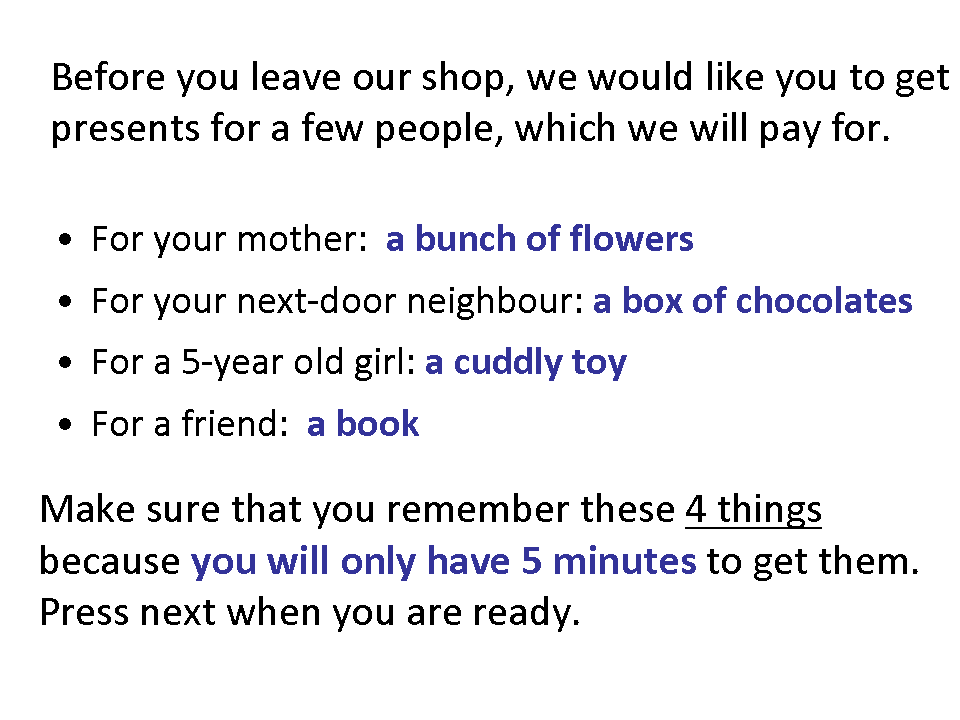 Before you leave our shop, we would like you to get
presents for a few people, which we will pay for.
• For your mother: a bunch of flowers
• For your next-door neighbour: a box of chocolates
• For a 5-year old girl: a cuddly toy
• For a friend: a book
Make sure that you remember these 4 things
because you will only have 5 minutes to get them.
Press next when you are ready.